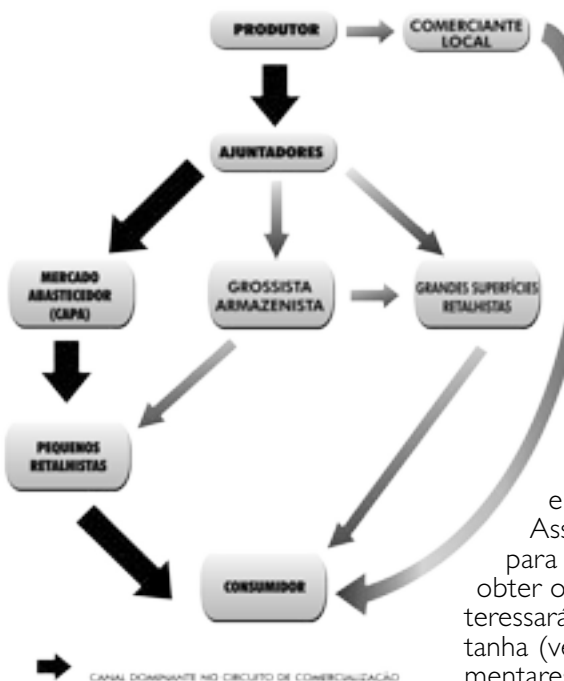 PRODUTOR
COMERCIANTE
LOCAL
AJUNTADORES
MERCADO
ABASTECEDOR
(CAPA)
GROSSISTA
ARMAZENISTA
GRANDES SUPERFÍCIES
RETALHISTAS
PEQUENOS
RETALHISTAS
CONSUMIDOR
CANAL DOMINANTE NO CIRCUITO DE COMERCIALIZAÇÃO
e
Ass
para
obter o
teressará
tanha (ve
mentares